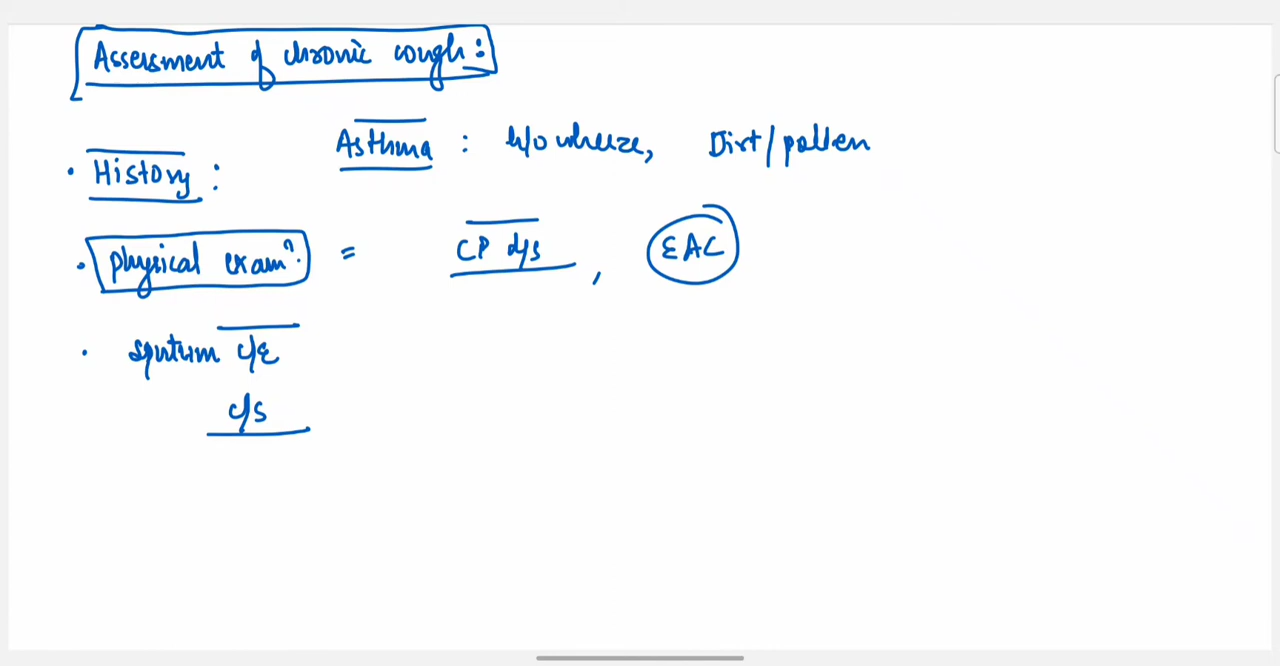 Assessment of chronic cough:
Asthma : h/o wheeze, Dirt/pollen
• History :
• physical exam? = CP d/s , EAC
• sputum c/E
c/s